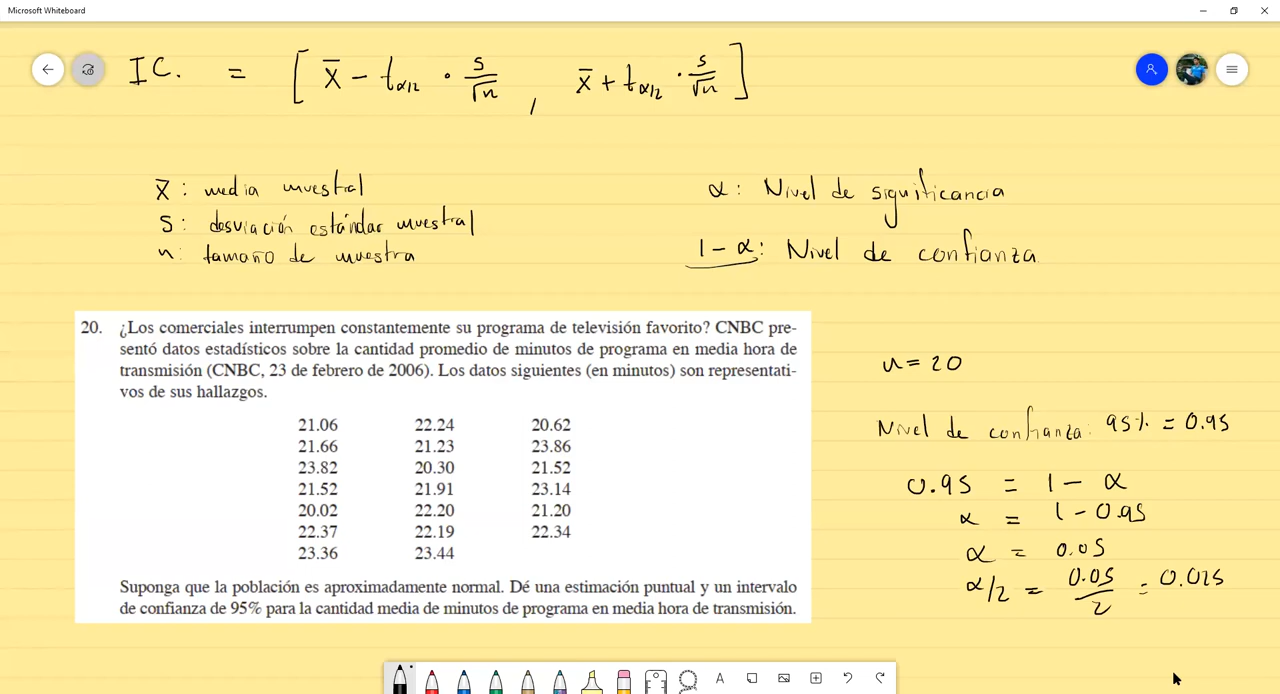 Microsoft Whiteboard
IC. = [ x̄ − t α/2 · s/√n , x̄ + t α/2 · s/√n ]
x̄ : media muestral
s : desviación estándar muestral
n : tamaño de muestra
α : Nivel de significancia
1 − α : Nivel de confianza
20. ¿Los comerciales interrumpen constantemente su programa de televisión favorito? CNBC pre-
sentó datos estadísticos sobre la cantidad promedio de minutos de programa en media hora de
transmisión (CNBC, 23 de febrero de 2006). Los datos siguientes (en minutos) son representati-
vos de sus hallazgos.
21.06 22.24 20.62
21.66 21.23 23.86
23.82 20.30 21.52
21.52 21.91 23.14
20.02 22.20 21.20
22.37 22.19 22.34
23.36 23.44
Suponga que la población es aproximadamente normal. Dé una estimación puntual y un intervalo
de confianza de 95% para la cantidad media de minutos de programa en media hora de transmisión.
n = 20
Nivel de confianza: 95% = 0.95
0.95 = 1 − α
α = 1 − 0.95
α = 0.05
α/2 = 0.05/2 = 0.025